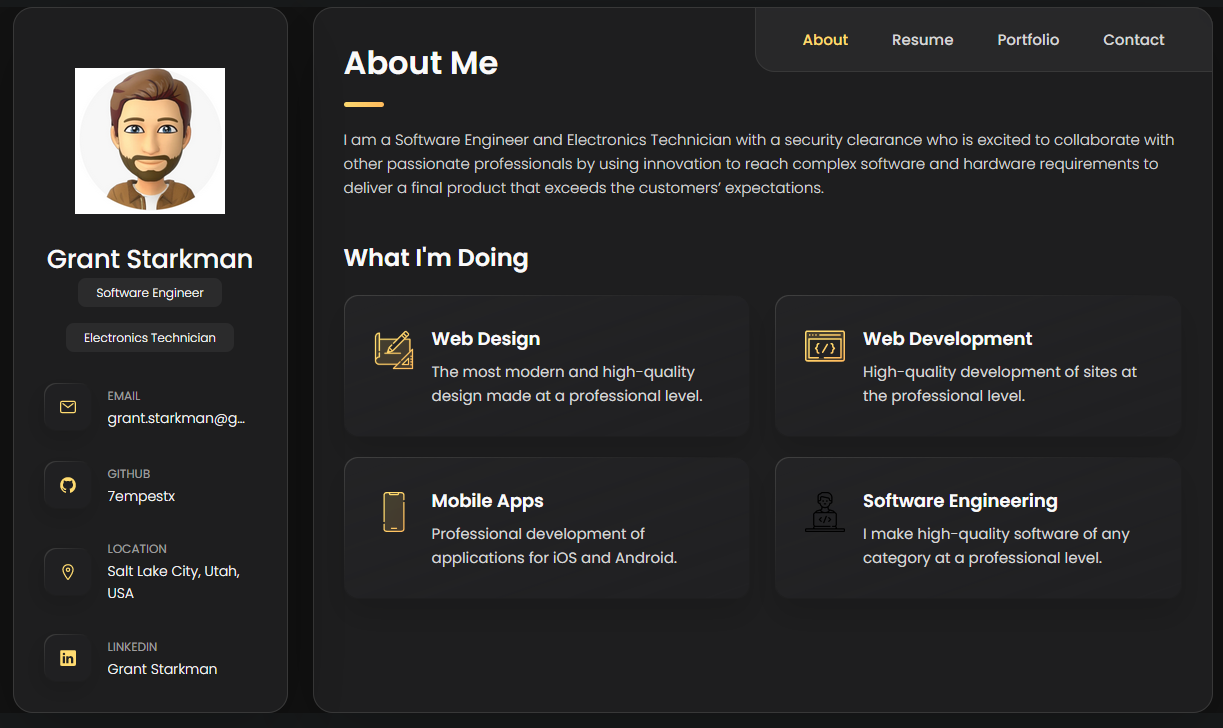 Grant Starkman
Software Engineer
Electronics Technician
EMAIL
grant.starkman@g...
GITHUB
7empestx
LOCATION
Salt Lake City, Utah,
USA
LINKEDIN
Grant Starkman
About
Resume
Portfolio
Contact
About Me
I am a Software Engineer and Electronics Technician with a security clearance who is excited to collaborate with
other passionate professionals by using innovation to reach complex software and hardware requirements to
deliver a final product that exceeds the customers’ expectations.
What I'm Doing
Web Design
The most modern and high-quality
design made at a professional level.
Web Development
High-quality development of sites at
the professional level.
Mobile Apps
Professional development of
applications for iOS and Android.
Software Engineering
I make high-quality software of any
category at a professional level.